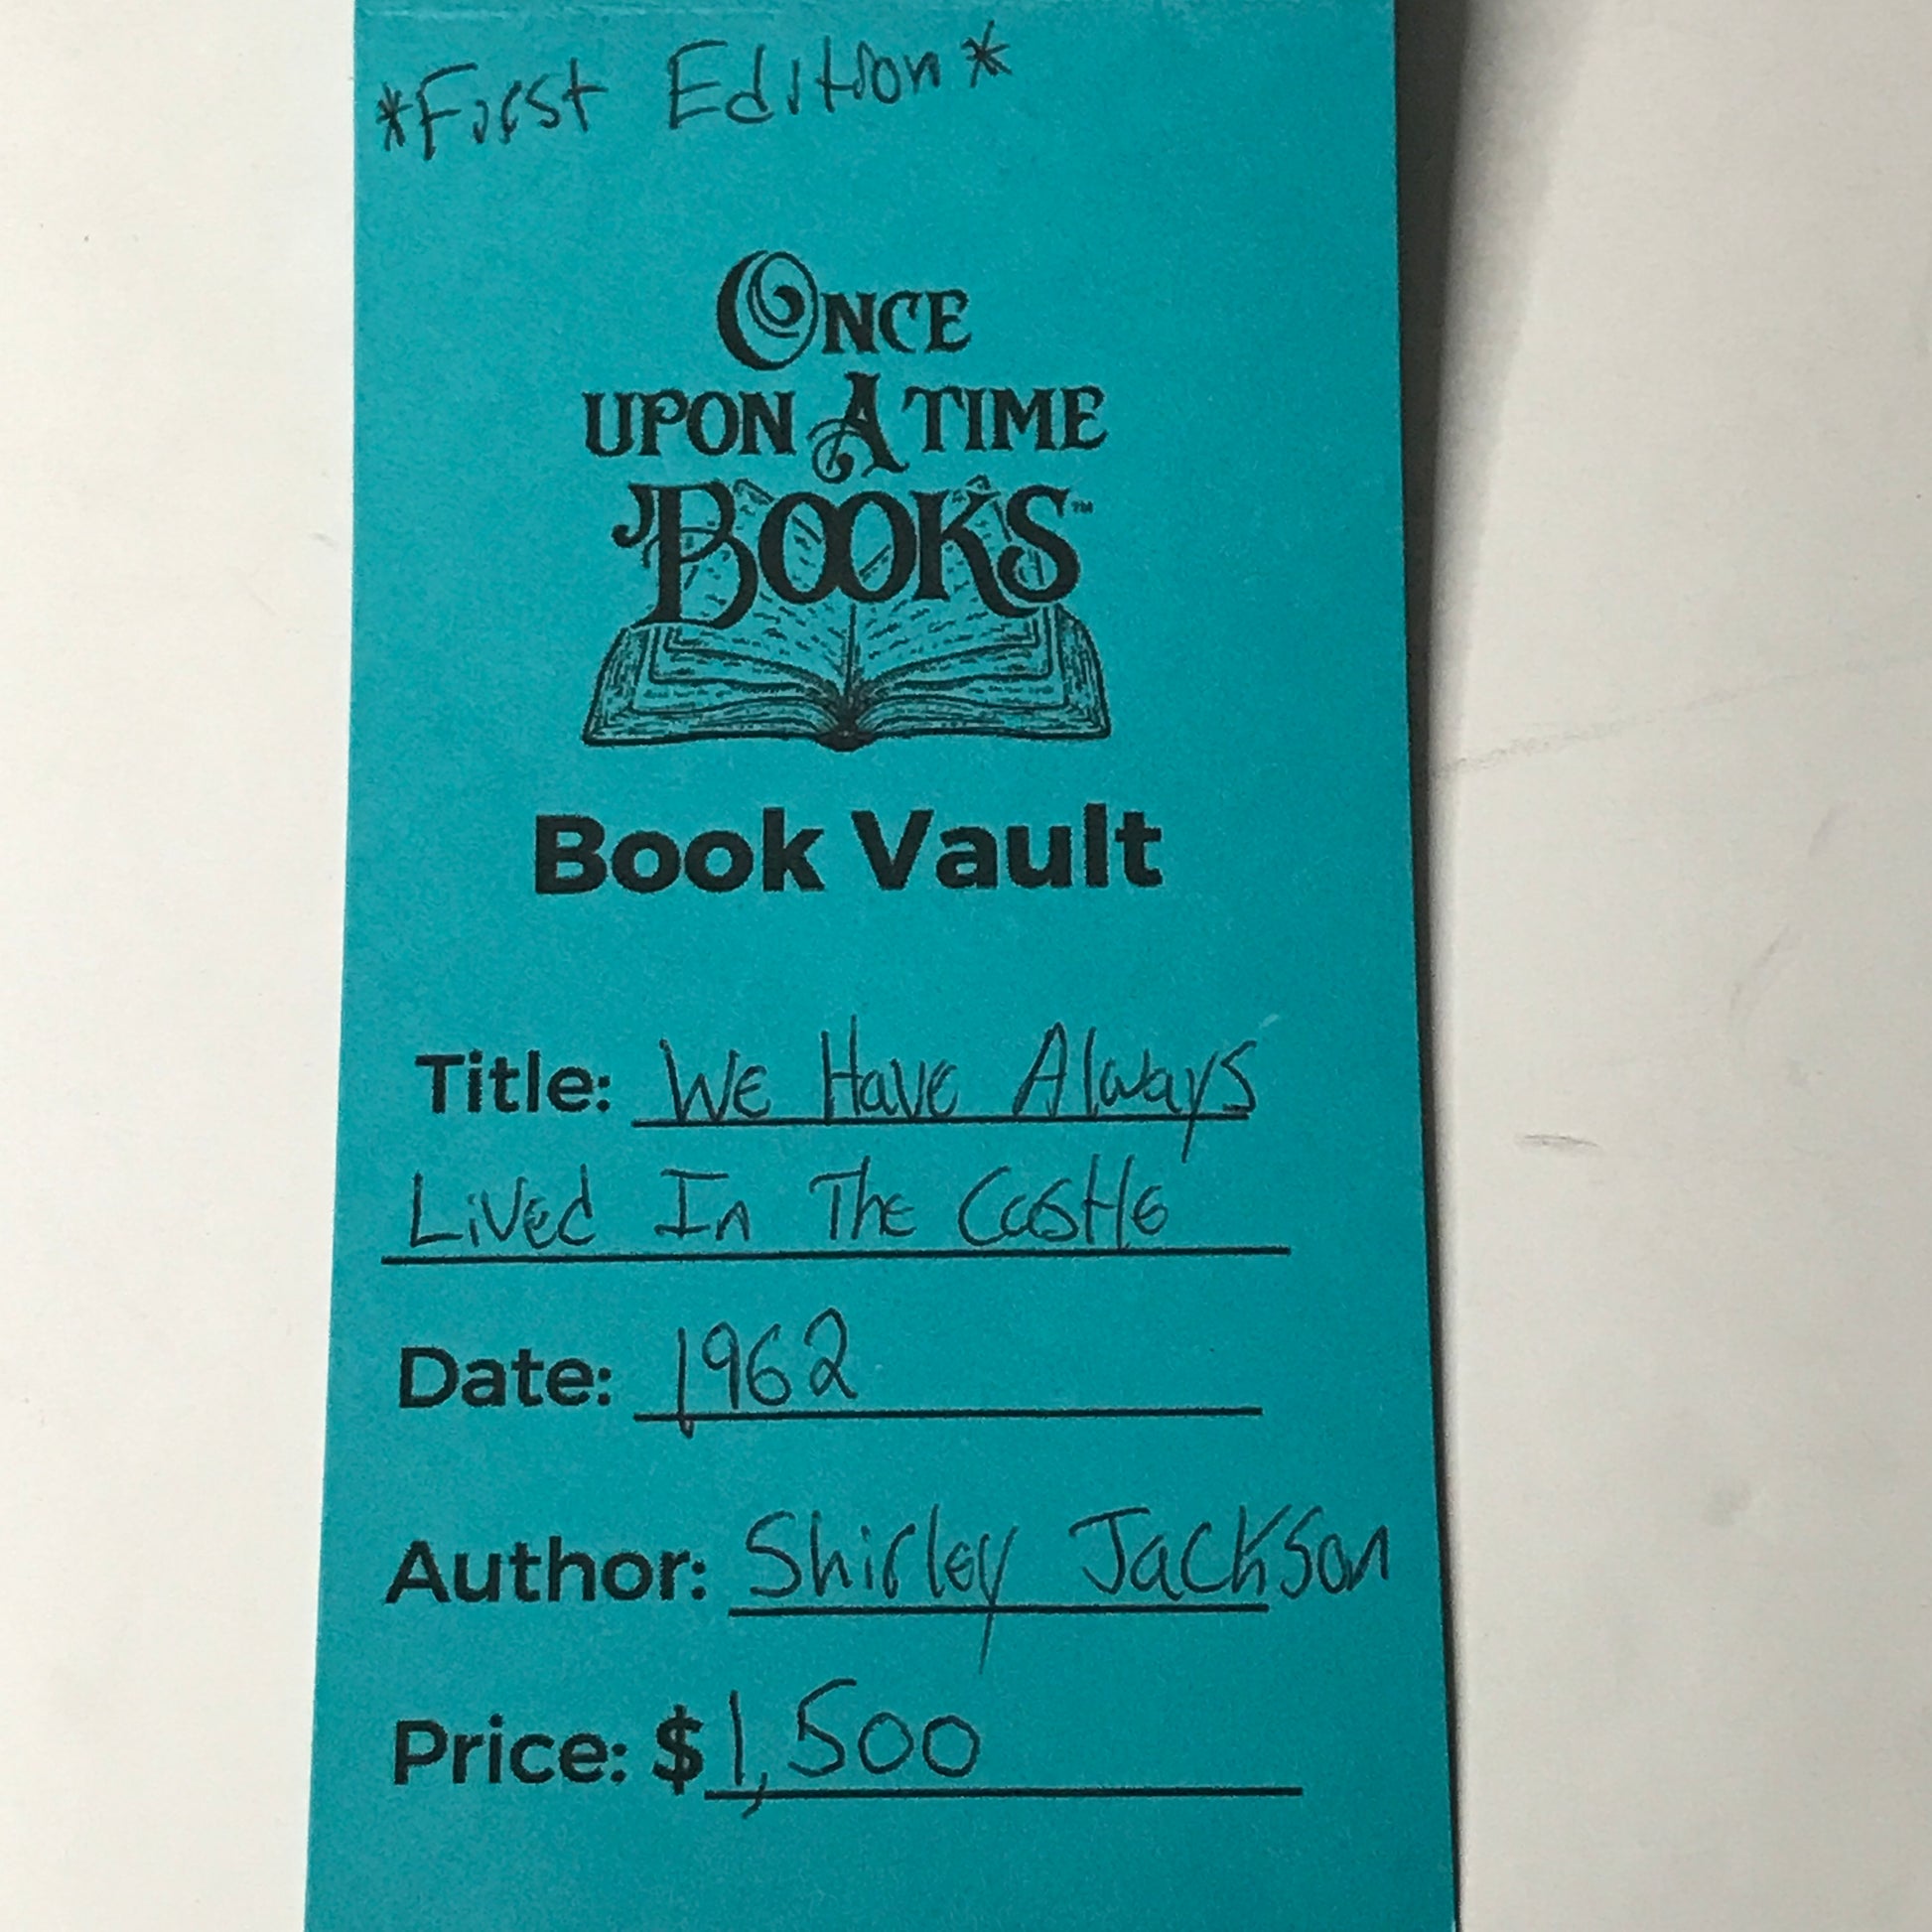 *First Edition*
ONCE
UPON A TIME
BOOKS™
Book Vault
Title: We Have Always
Lived In The Castle
Date: 1962
Author: Shirley Jackson
Price: $1,500